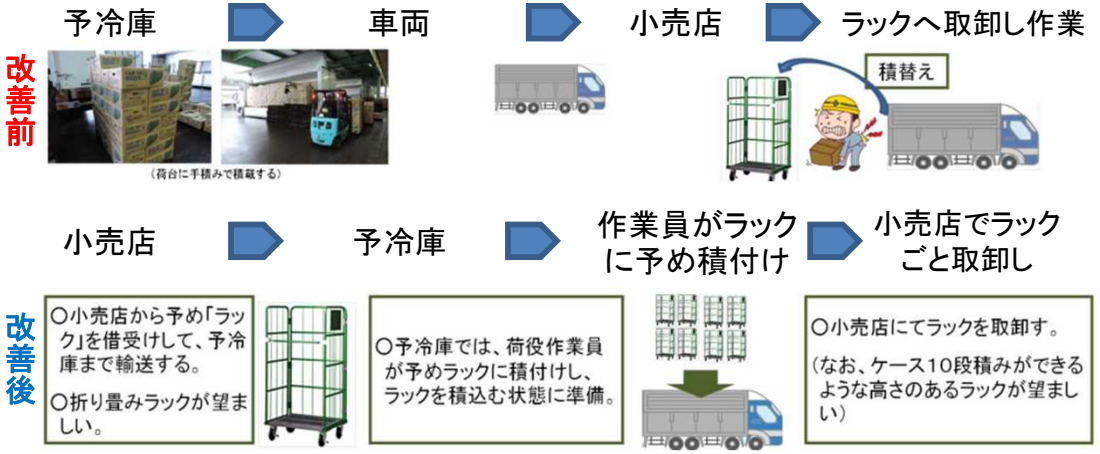 予冷庫
車両
小売店
ラックへ取卸し作業
改善前
積替え
(荷台に手積みで積載する)
小売店
予冷庫
作業員がラック
に予め積付け
小売店でラック
ごと取卸し
改善後
○小売店から予め「ラッ
ク」を借受けして、予冷
庫まで輸送する。
○折り畳みラックが望ま
しい。
○予冷庫では、荷役作業員
が予めラックに積付けし、
ラックを積込む状態に準備。
○小売店にてラックを取卸す。
(なお、ケース10段積みができる
ような高さのあるラックが望まし
い)